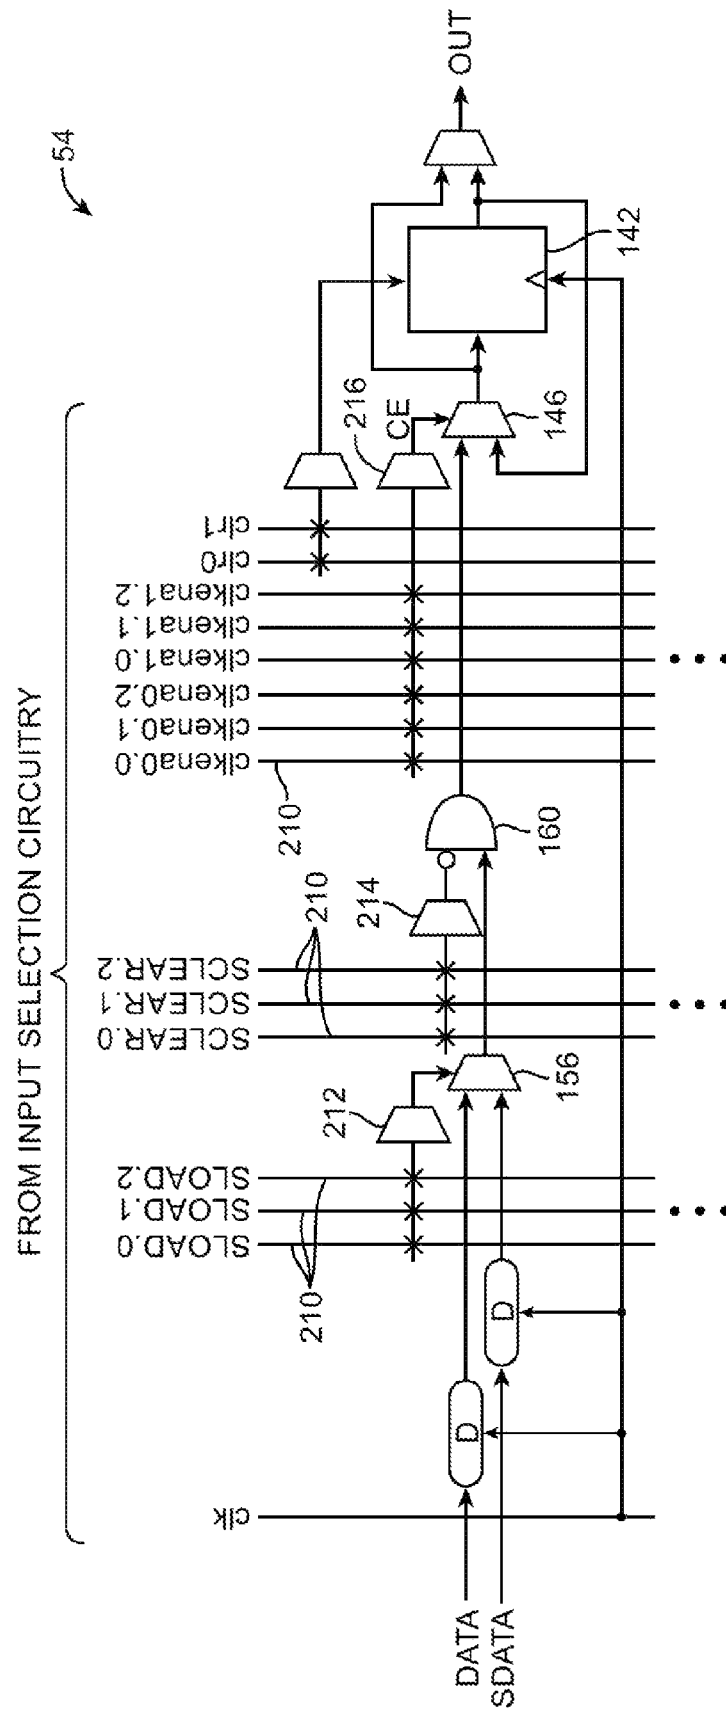 54
FROM INPUT SELECTION CIRCUITRY
clk
SLOAD.0
SLOAD.1
SLOAD.2
SCLEAR.0
SCLEAR.1
SCLEAR.2
clkena0.0
clkena0.1
clkena0.2
clkena1.0
clkena1.1
clkena1.2
clr0
clr1
210
212
210
214
210
216
CE
OUT
D
D
156
160
146
142
DATA
SDATA